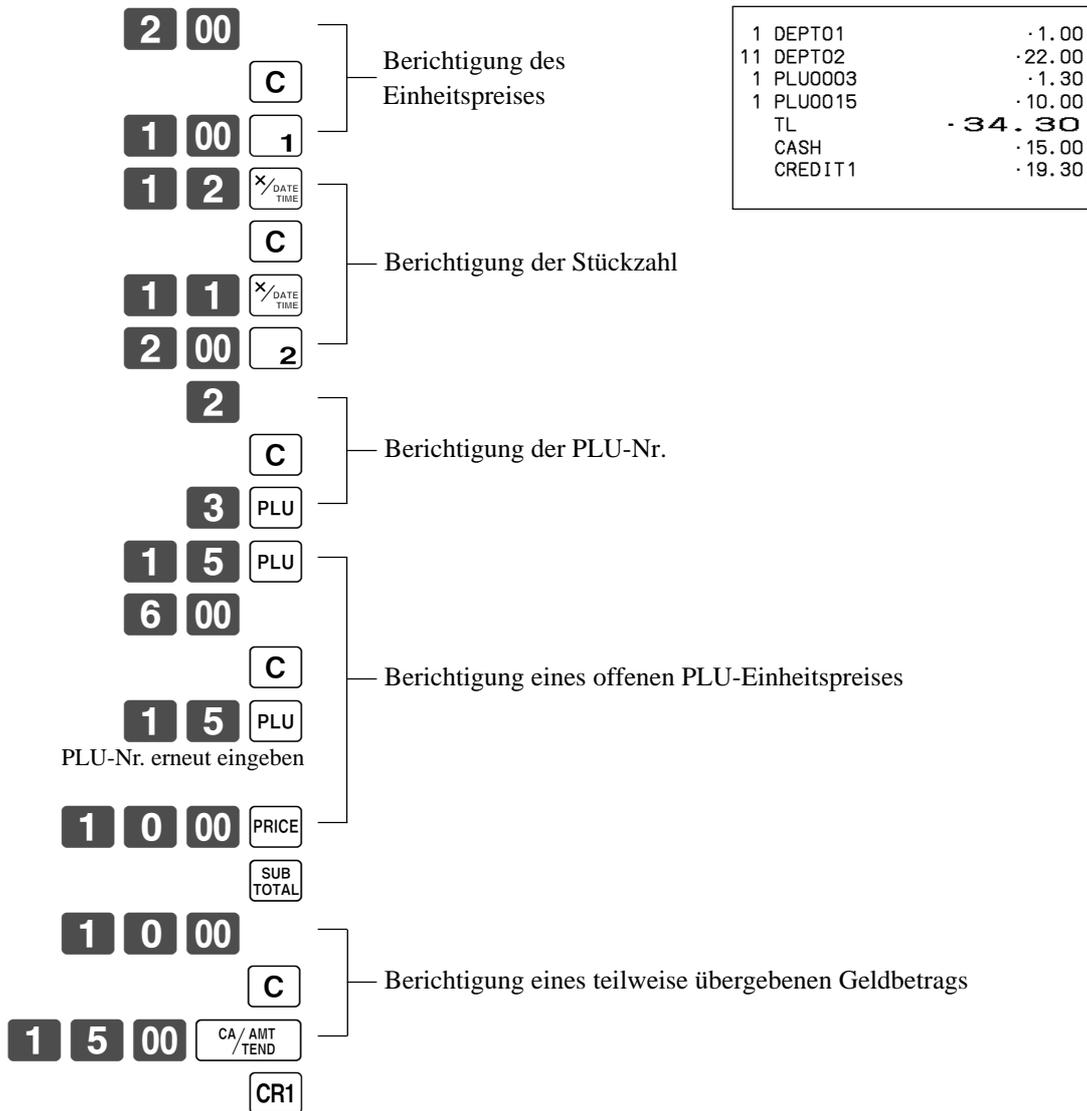 2 00
C
1 00 1
Berichtigung des
Einheitspreises
1 2 ×/DATE TIME
C
1 1 ×/DATE TIME
2 00 2
Berichtigung der Stückzahl
2
C
3 PLU
Berichtigung der PLU-Nr.
1 5 PLU
6 00
C
1 5 PLU
PLU-Nr. erneut eingeben
1 0 00 PRICE
Berichtigung eines offenen PLU-Einheitspreises
SUB
TOTAL
1 0 00
C
1 5 00 CA/AMT /TEND
Berichtigung eines teilweise übergebenen Geldbetrags
CR1
1 DEPT01 ·1.00
11 DEPT02 ·22.00
1 PLU0003 ·1.30
1 PLU0015 ·10.00
TL ·34.30
CASH ·15.00
CREDIT1 ·19.30